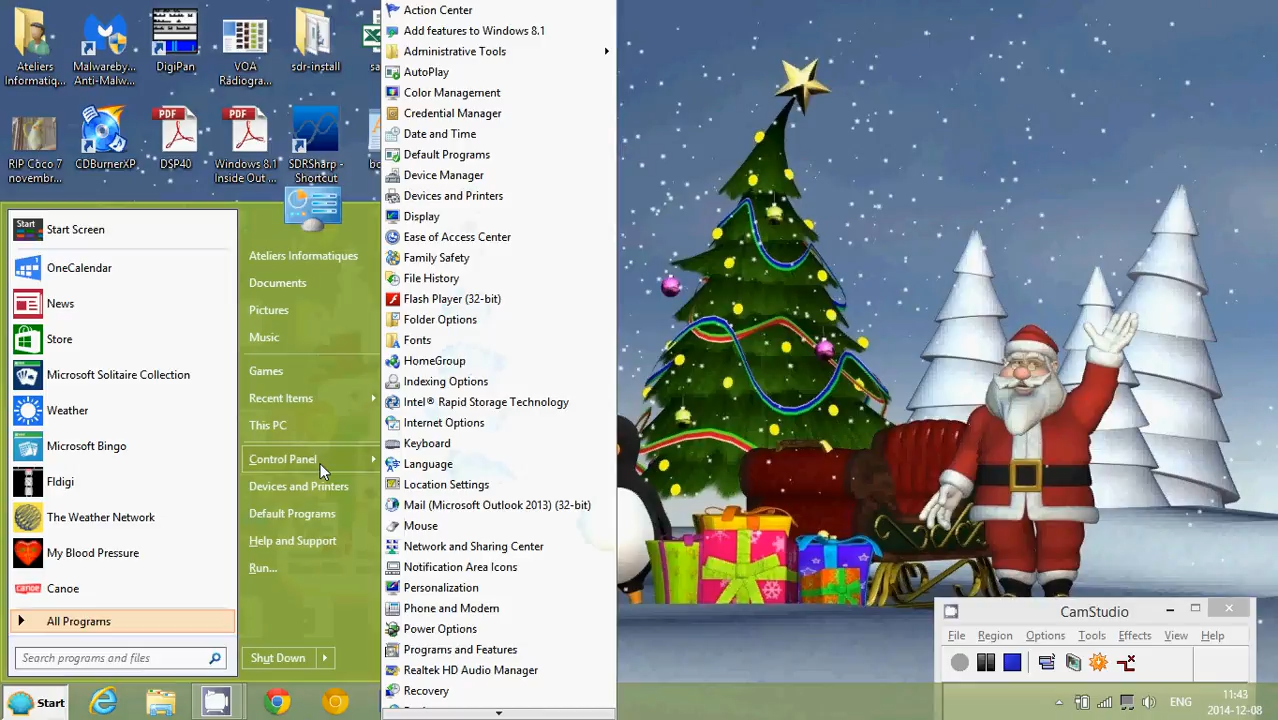 Ateliers
Informatiq...
Malwareby...
Anti-Malw...
DigiPan
VOA
Radiogra...
sdr-install
RIP Coco 7
novembr...
CDBurnerXP
PDF
DSP40
PDF
Windows 8.1
Inside Out ...
SDRSharp -
Shortcut
Start
Start Screen
OneCalendar
News
Store
Microsoft Solitaire Collection
Weather
Microsoft Bingo
Fldigi
The Weather Network
My Blood Pressure
canoe
Canoe
All Programs
Search programs and files
Ateliers Informatiques
Documents
Pictures
Music
Games
Recent Items
This PC
Control Panel
Devices and Printers
Default Programs
Help and Support
Run...
Shut Down
Action Center
Add features to Windows 8.1
Administrative Tools
AutoPlay
Color Management
Credential Manager
Date and Time
Default Programs
Device Manager
Devices and Printers
Display
Ease of Access Center
Family Safety
File History
Flash Player (32-bit)
Folder Options
Fonts
HomeGroup
Indexing Options
Intel® Rapid Storage Technology
Internet Options
Keyboard
Language
Location Settings
Mail (Microsoft Outlook 2013) (32-bit)
Mouse
Network and Sharing Center
Notification Area Icons
Personalization
Phone and Modem
Power Options
Programs and Features
Realtek HD Audio Manager
Recovery
CamStudio
File Region Options Tools Effects View Help
Start
ENG
11:43
2014-12-08